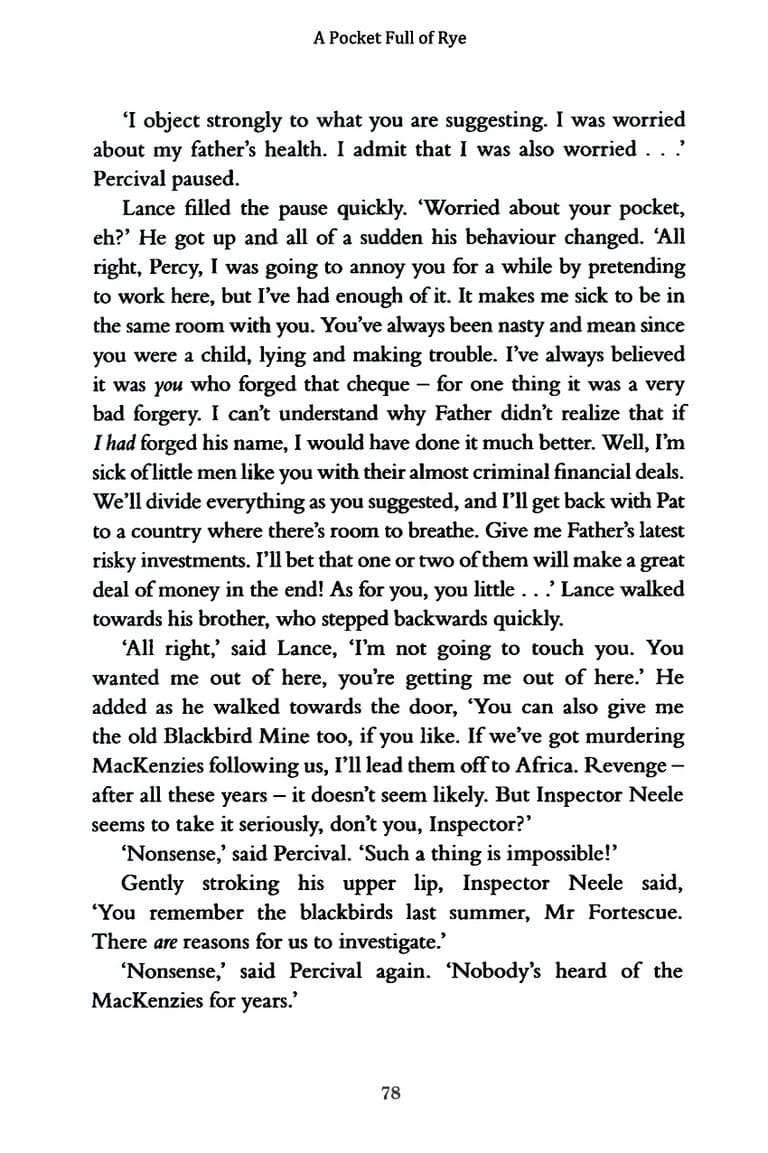 A Pocket Full of Rye
‘I object strongly to what you are suggesting. I was worried
about my father’s health. I admit that I was also worried . . .’
Percival paused.
Lance filled the pause quickly. ‘Worried about your pocket,
eh?’ He got up and all of a sudden his behaviour changed. ‘All
right, Percy, I was going to annoy you for a while by pretending
to work here, but I’ve had enough of it. It makes me sick to be in
the same room with you. You’ve always been nasty and mean since
you were a child, lying and making trouble. I’ve always believed
it was you who forged that cheque – for one thing it was a very
bad forgery. I can’t understand why Father didn’t realize that if
I had forged his name, I would have done it much better. Well, I’m
sick of little men like you with their almost criminal financial deals.
We’ll divide everything as you suggested, and I’ll get back with Pat
to a country where there’s room to breathe. Give me Father’s latest
risky investments. I’ll bet that one or two of them will make a great
deal of money in the end! As for you, you little . . .’ Lance walked
towards his brother, who stepped backwards quickly.
‘All right,’ said Lance, ‘I’m not going to touch you. You
wanted me out of here, you’re getting me out of here.’ He
added as he walked towards the door, ‘You can also give me
the old Blackbird Mine too, if you like. If we’ve got murdering
MacKenzies following us, I’ll lead them off to Africa. Revenge –
after all these years – it doesn’t seem likely. But Inspector Neele
seems to take it seriously, don’t you, Inspector?’
‘Nonsense,’ said Percival. ‘Such a thing is impossible!’
Gently stroking his upper lip, Inspector Neele said,
‘You remember the blackbirds last summer, Mr Fortescue.
There are reasons for us to investigate.’
‘Nonsense,’ said Percival again. ‘Nobody’s heard of the
MacKenzies for years.’
78